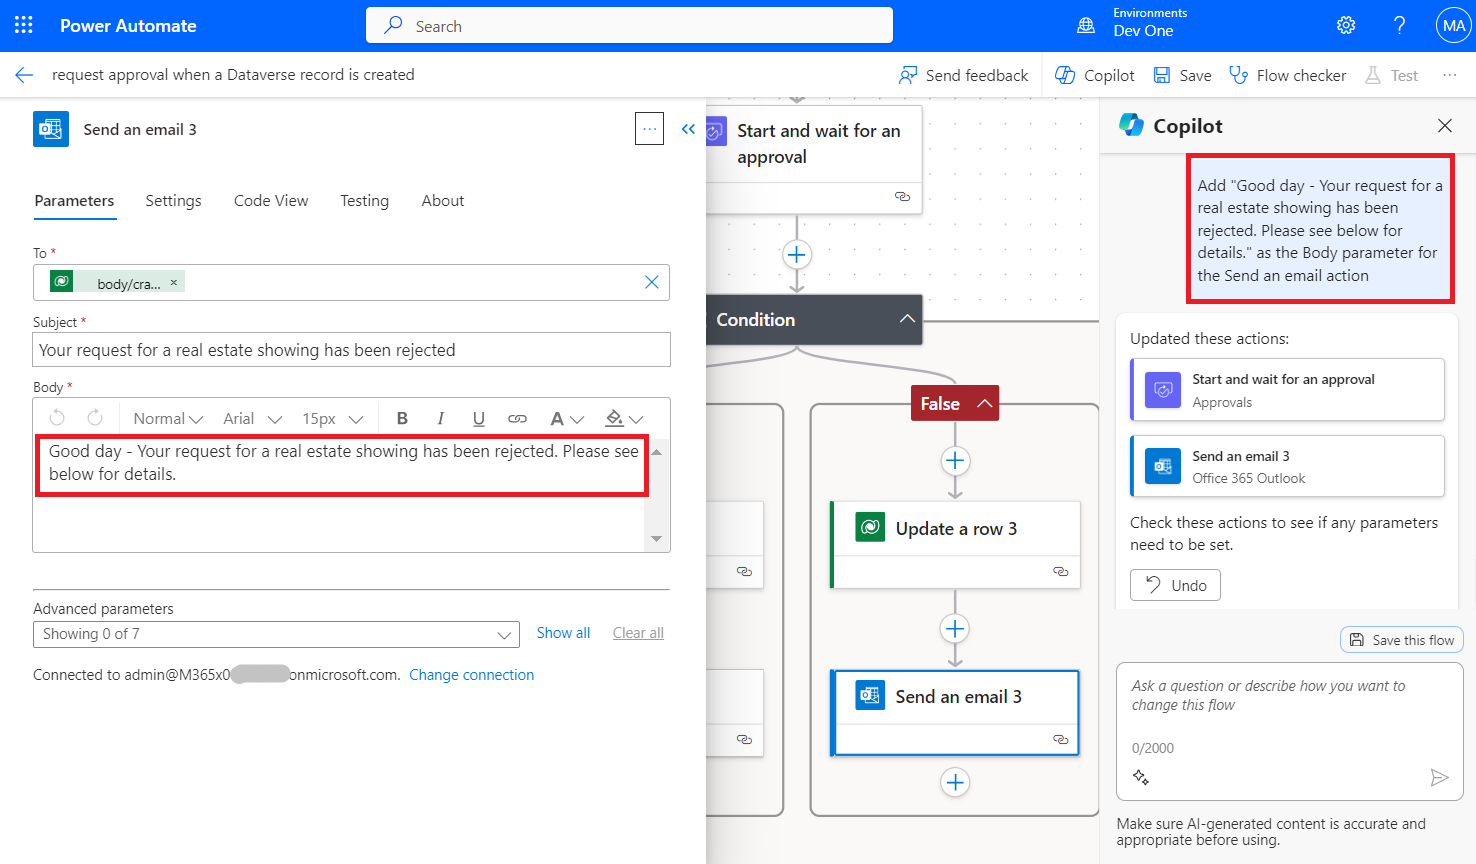 Power Automate
Search
Environments
Dev One
MA
request approval when a Dataverse record is created
Send feedback
Copilot
Save
Flow checker
Test
Send an email 3
Parameters
Settings
Code View
Testing
About
To *
body/cra... ×
Subject *
Your request for a real estate showing has been rejected
Body *
Normal
Arial
15px
B
I
U
A
Good day - Your request for a real estate showing has been rejected. Please see
below for details.
Advanced parameters
Showing 0 of 7
Show all
Clear all
Connected to admin@M365x0
onmicrosoft.com.
Change connection
Start and wait for an
approval
Condition
False
Update a row 3
Send an email 3
Copilot
Add "Good day - Your request for a
real estate showing has been
rejected. Please see below for
details." as the Body parameter for
the Send an email action
Updated these actions:
Start and wait for an approval
Approvals
Send an email 3
Office 365 Outlook
Check these actions to see if any parameters
need to be set.
Undo
Save this flow
Ask a question or describe how you want to
change this flow
0/2000
Make sure AI-generated content is accurate and
appropriate before using.